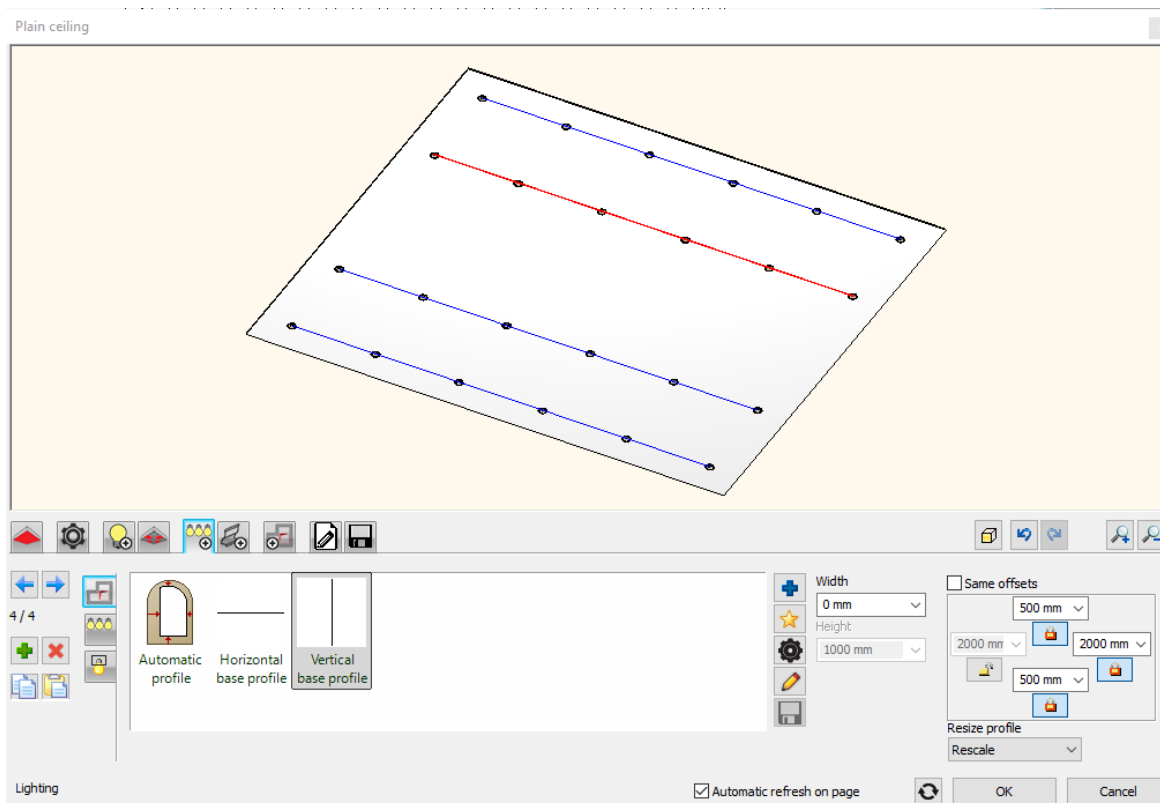 Plain ceiling
4 / 4
Automatic
profile
Horizontal
base profile
Vertical
base profile
Width
0 mm
Height
1000 mm
Same offsets
500 mm
2000 mm
2000 mm
500 mm
Resize profile
Rescale
Lighting
Automatic refresh on page
OK
Cancel